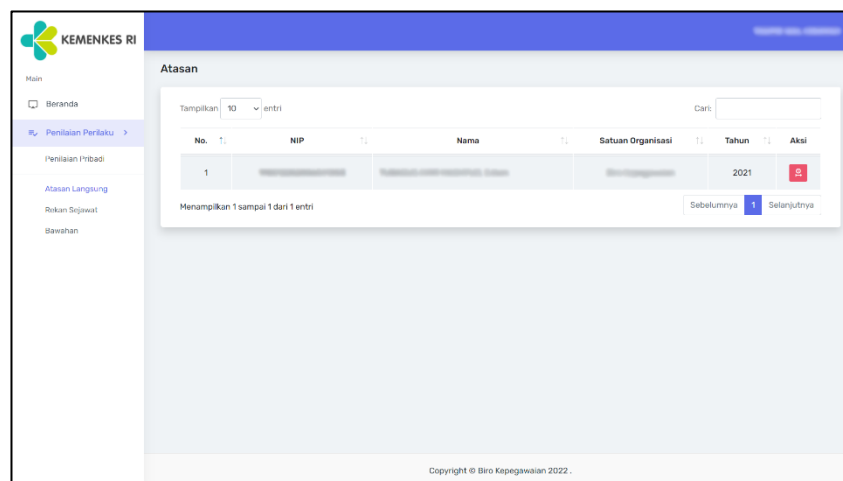 KEMENKES RI
Main
Beranda
Penilaian Perilaku >
Penilaian Pribadi
Atasan Langsung
Rekan Sejawat
Bawahan
Atasan
Tampilkan 10 entri
Cari:
No. NIP Nama Satuan Organisasi Tahun Aksi
1 2021
Menampilkan 1 sampai 1 dari 1 entri
Sebelumnya 1 Selanjutnya
Copyright © Biro Kepegawaian 2022 .